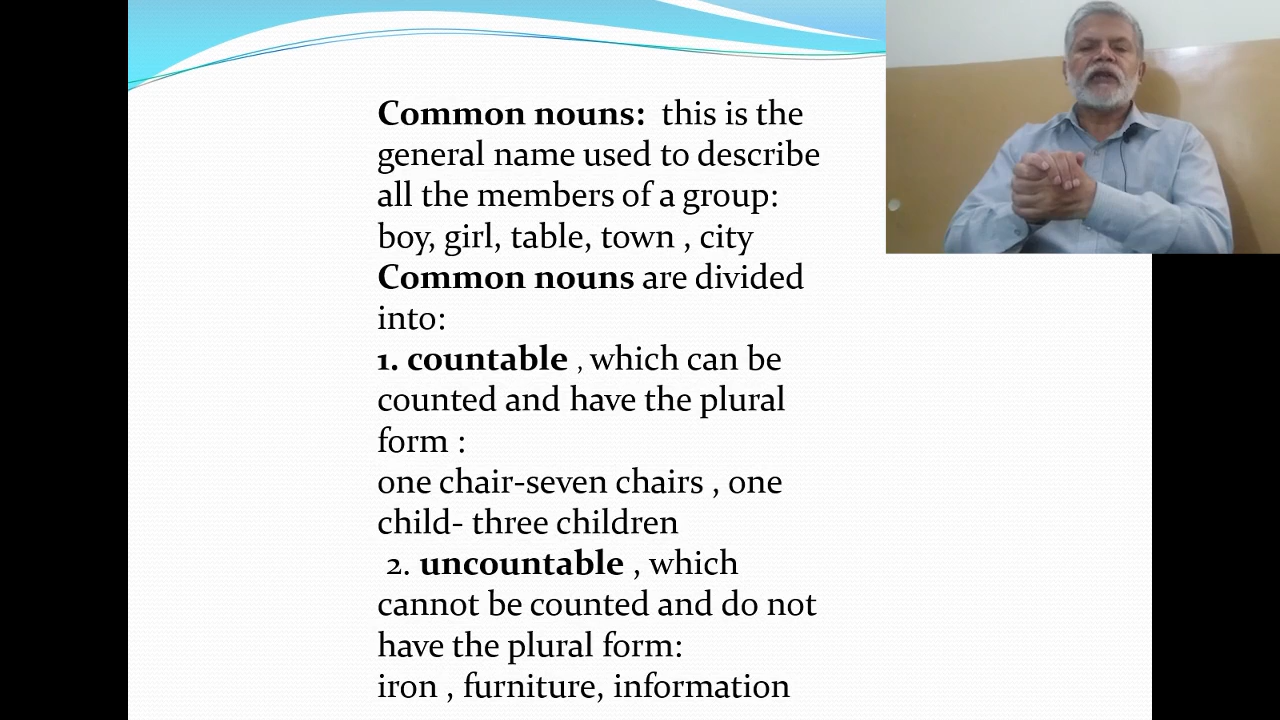 Common nouns: this is the
general name used to describe
all the members of a group:
boy, girl, table, town , city
Common nouns are divided
into:
1. countable , which can be
counted and have the plural
form :
one chair-seven chairs , one
child- three children
2. uncountable , which
cannot be counted and do not
have the plural form:
iron , furniture, information